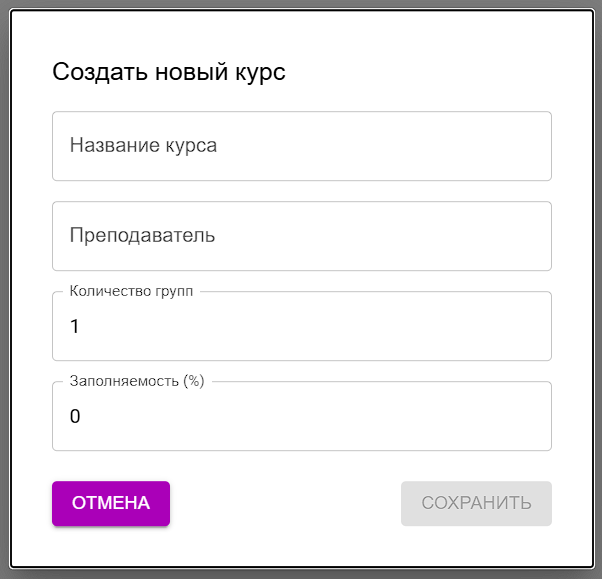 Создать новый курс
Название курса
Преподаватель
Количество групп
1
Заполняемость (%)
0
ОТМЕНА СОХРАНИТЬ